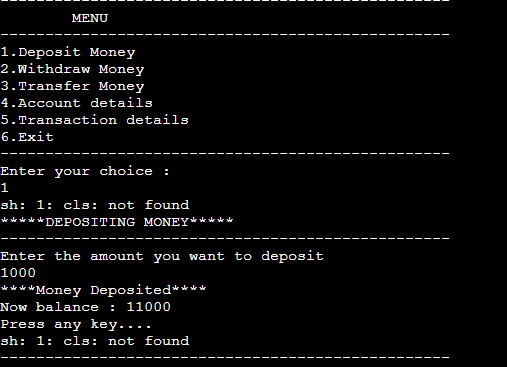 --------------------------------------------------
        MENU
--------------------------------------------------
1.Deposit Money
2.Withdraw Money
3.Transfer Money
4.Account details
5.Transaction details
6.Exit
--------------------------------------------------
Enter your choice :
1
sh: 1: cls: not found
*****DEPOSITING MONEY*****
--------------------------------------------------
Enter the amount you want to deposit
1000
****Money Deposited****
Now balance : 11000
Press any key....
sh: 1: cls: not found
--------------------------------------------------